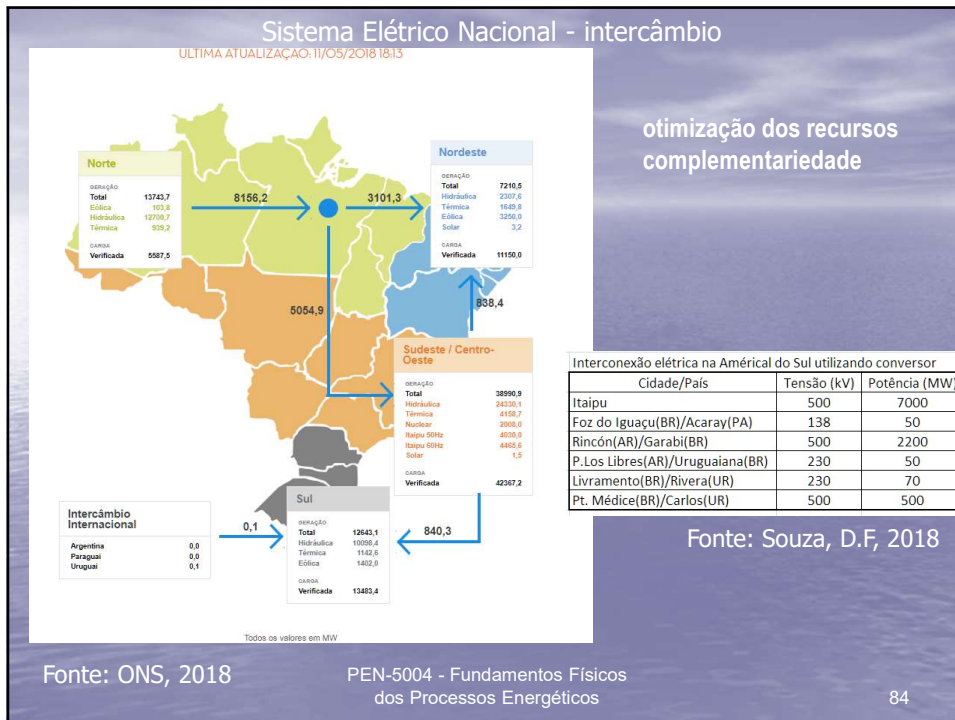 Sistema Elétrico Nacional - intercâmbio
ÚLTIMA ATUALIZAÇÃO: 11/05/2018 18:13
otimização dos recursos
complementariedade
Norte
GERAÇÃO
Total 13743,7
Eólica 103,8
Hidráulica 12700,7
Térmica 939,2
CARGA
Verificada 5587,5
8156,2
3101,3
Nordeste
GERAÇÃO
Total 7210,5
Hidráulica 2307,6
Térmica 1649,8
Eólica 3250,0
Solar 3,2
CARGA
Verificada 11150,0
5054,9
838,4
Sudeste / Centro-
Oeste
GERAÇÃO
Total 38990,9
Hidráulica 24330,1
Térmica 4158,7
Nuclear 2008,0
Itaipu 50Hz 4030,0
Itaipu 60Hz 4465,6
Solar 1,5
CARGA
Verificada 42367,2
Interconexão elétrica na Américal do Sul utilizando conversor
Cidade/País Tensão (kV) Potência (MW)
Itaipu 500 7000
Foz do Iguaçu(BR)/Acaray(PA) 138 50
Rincón(AR)/Garabi(BR) 500 2200
P.Los Libres(AR)/Uruguaiana(BR) 230 50
Livramento(BR)/Rivera(UR) 230 70
Pt. Médice(BR)/Carlos(UR) 500 500
Fonte: Souza, D.F, 2018
Intercâmbio
Internacional
Argentina 0,0
Paraguai 0,0
Uruguai 0,1
0,1
Sul
GERAÇÃO
Total 12643,1
Hidráulica 10098,4
Térmica 1142,6
Eólica 1402,0
CARGA
Verificada 13483,4
840,3
Todos os valores em MW
Fonte: ONS, 2018
PEN-5004 - Fundamentos Físicos
dos Processos Energéticos
84